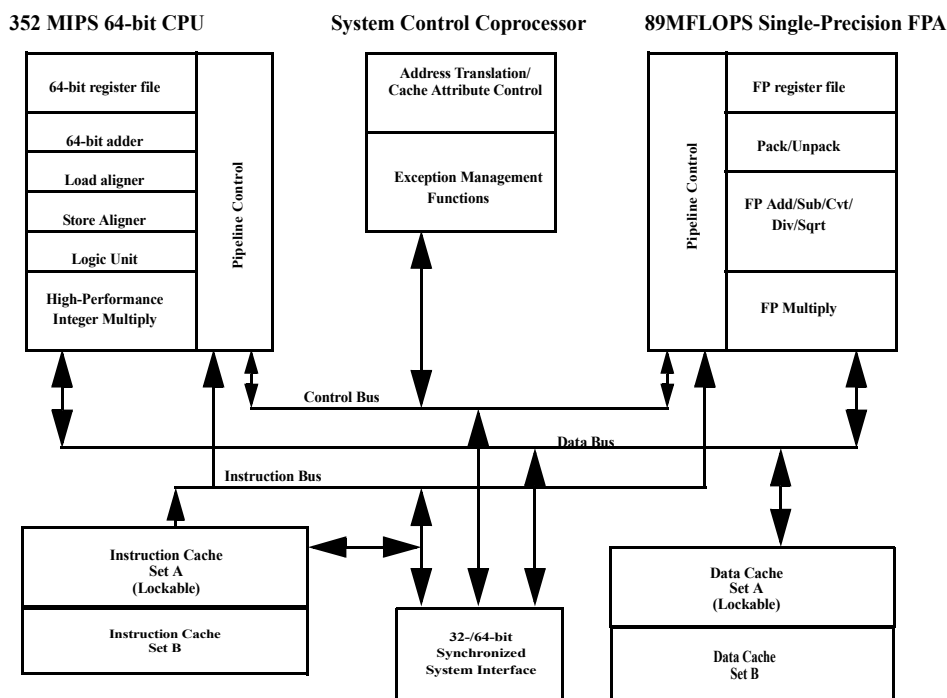 352 MIPS 64-bit CPU
System Control Coprocessor
89MFLOPS Single-Precision FPA
64-bit register file
64-bit adder
Load aligner
Store Aligner
Logic Unit
High-Performance
Integer Multiply
Pipeline Control
Address Translation/
Cache Attribute Control
Exception Management
Functions
Pipeline Control
FP register file
Pack/Unpack
FP Add/Sub/Cvt/
Div/Sqrt
FP Multiply
Control Bus
Data Bus
Instruction Bus
Instruction Cache
Set A
(Lockable)
Instruction Cache
Set B
32-/64-bit
Synchronized
System Interface
Data Cache
Set A
(Lockable)
Data Cache
Set B